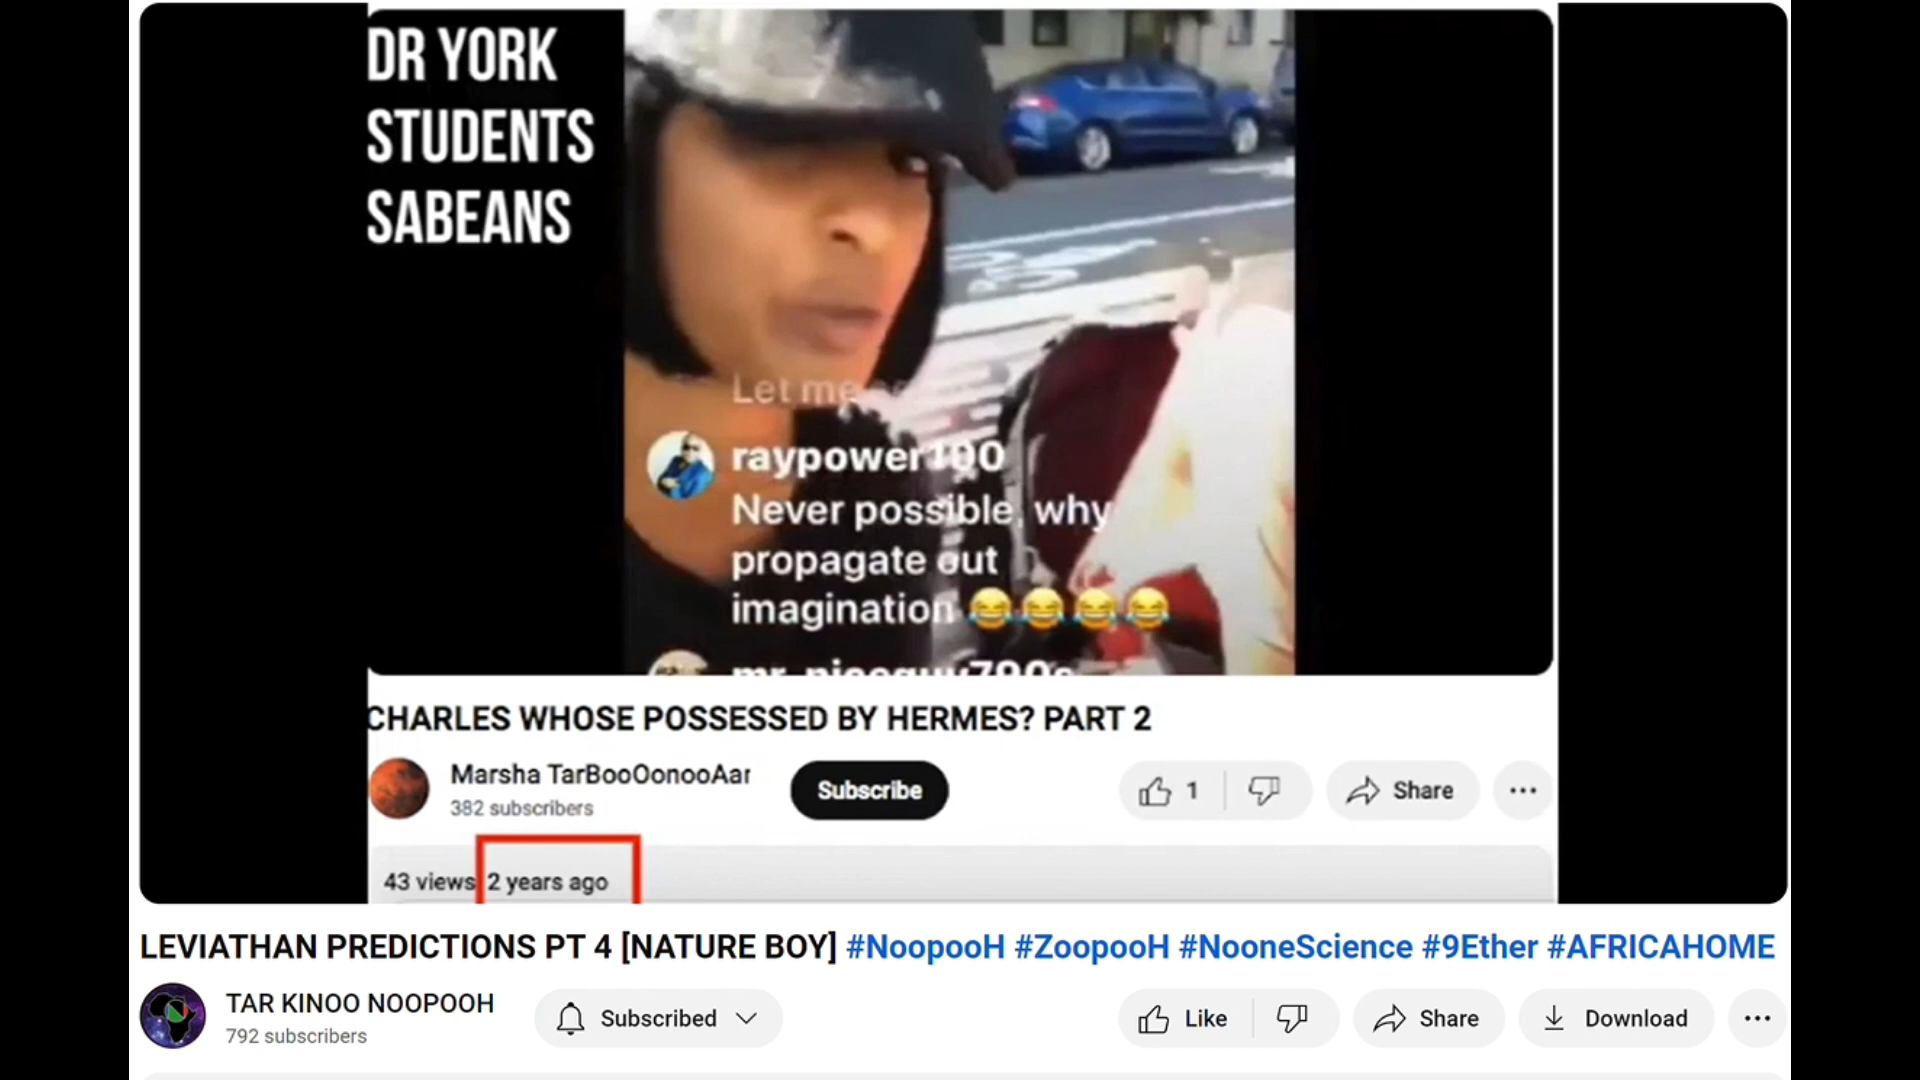 DR YORK
STUDENTS
SABEANS
Let me
raypower100
Never possible, why
propagate out
imagination 😂😂😂😂
CHARLES WHOSE POSSESSED BY HERMES? PART 2
Marsha TarBooOonooAar
382 subscribers
Subscribe
1
Share
43 views
2 years ago
LEVIATHAN PREDICTIONS PT 4 [NATURE BOY] #NoopooH #ZoopooH #NooneScience #9Ether #AFRICAHOME
TAR KINOO NOOPOOH
792 subscribers
Subscribed
Like
Share
Download